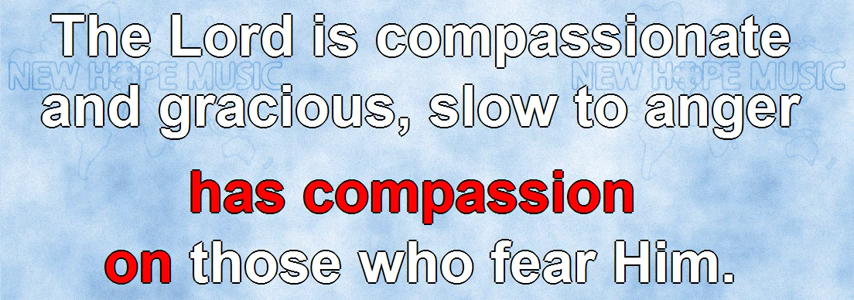 The Lord is compassionate
NEW HOPE MUSIC NEW HOPE MUSIC
and gracious, slow to anger
has compassion
on those who fear Him.